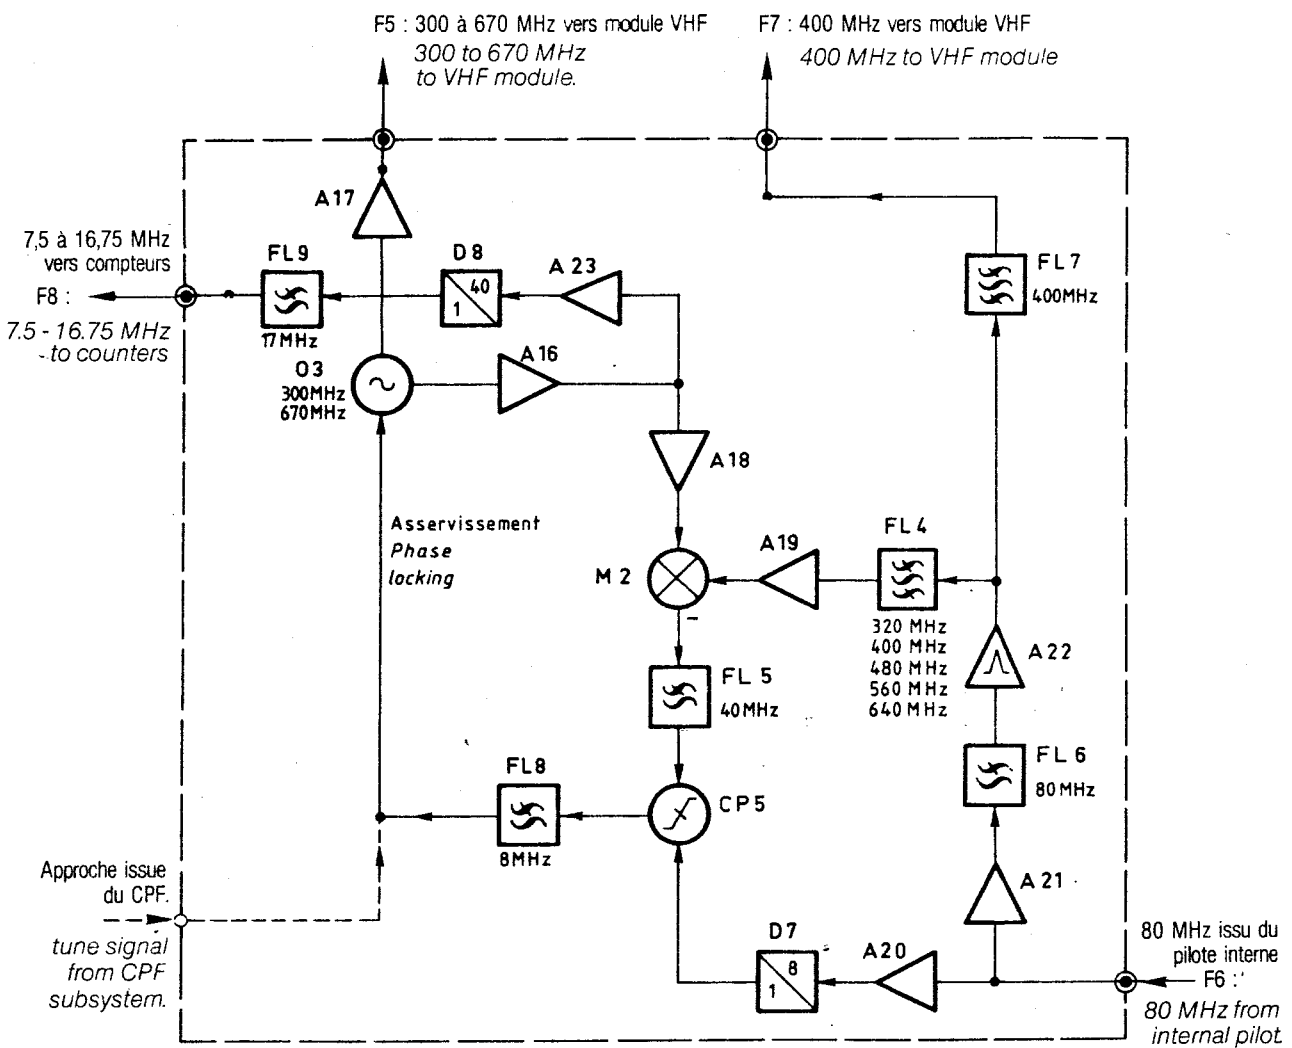 F5 : 300 à 670 MHz vers module VHF
300 to 670 MHz
to VHF module.
F7 : 400 MHz vers module VHF
400 MHz to VHF module
A17
7,5 à 16,75 MHz
vers compteurs
F8 :
7.5 - 16.75 MHz
to counters
FL9
17MHz
D8
40
1
A23
FL7
400MHz
O3
300MHz
670MHz
A16
A18
Asservissement
Phase
locking
M2
A19
FL4
320 MHz
400 MHz
480 MHz
560 MHz
640 MHz
A22
FL5
40MHz
FL6
80MHz
FL8
8MHz
CP5
Approche issue
du CPF.
tune signal
from CPF
subsystem.
A21
D7
8
1
A20
80 MHz issu du
pilote interne
F6 :
80 MHz from
internal pilot.